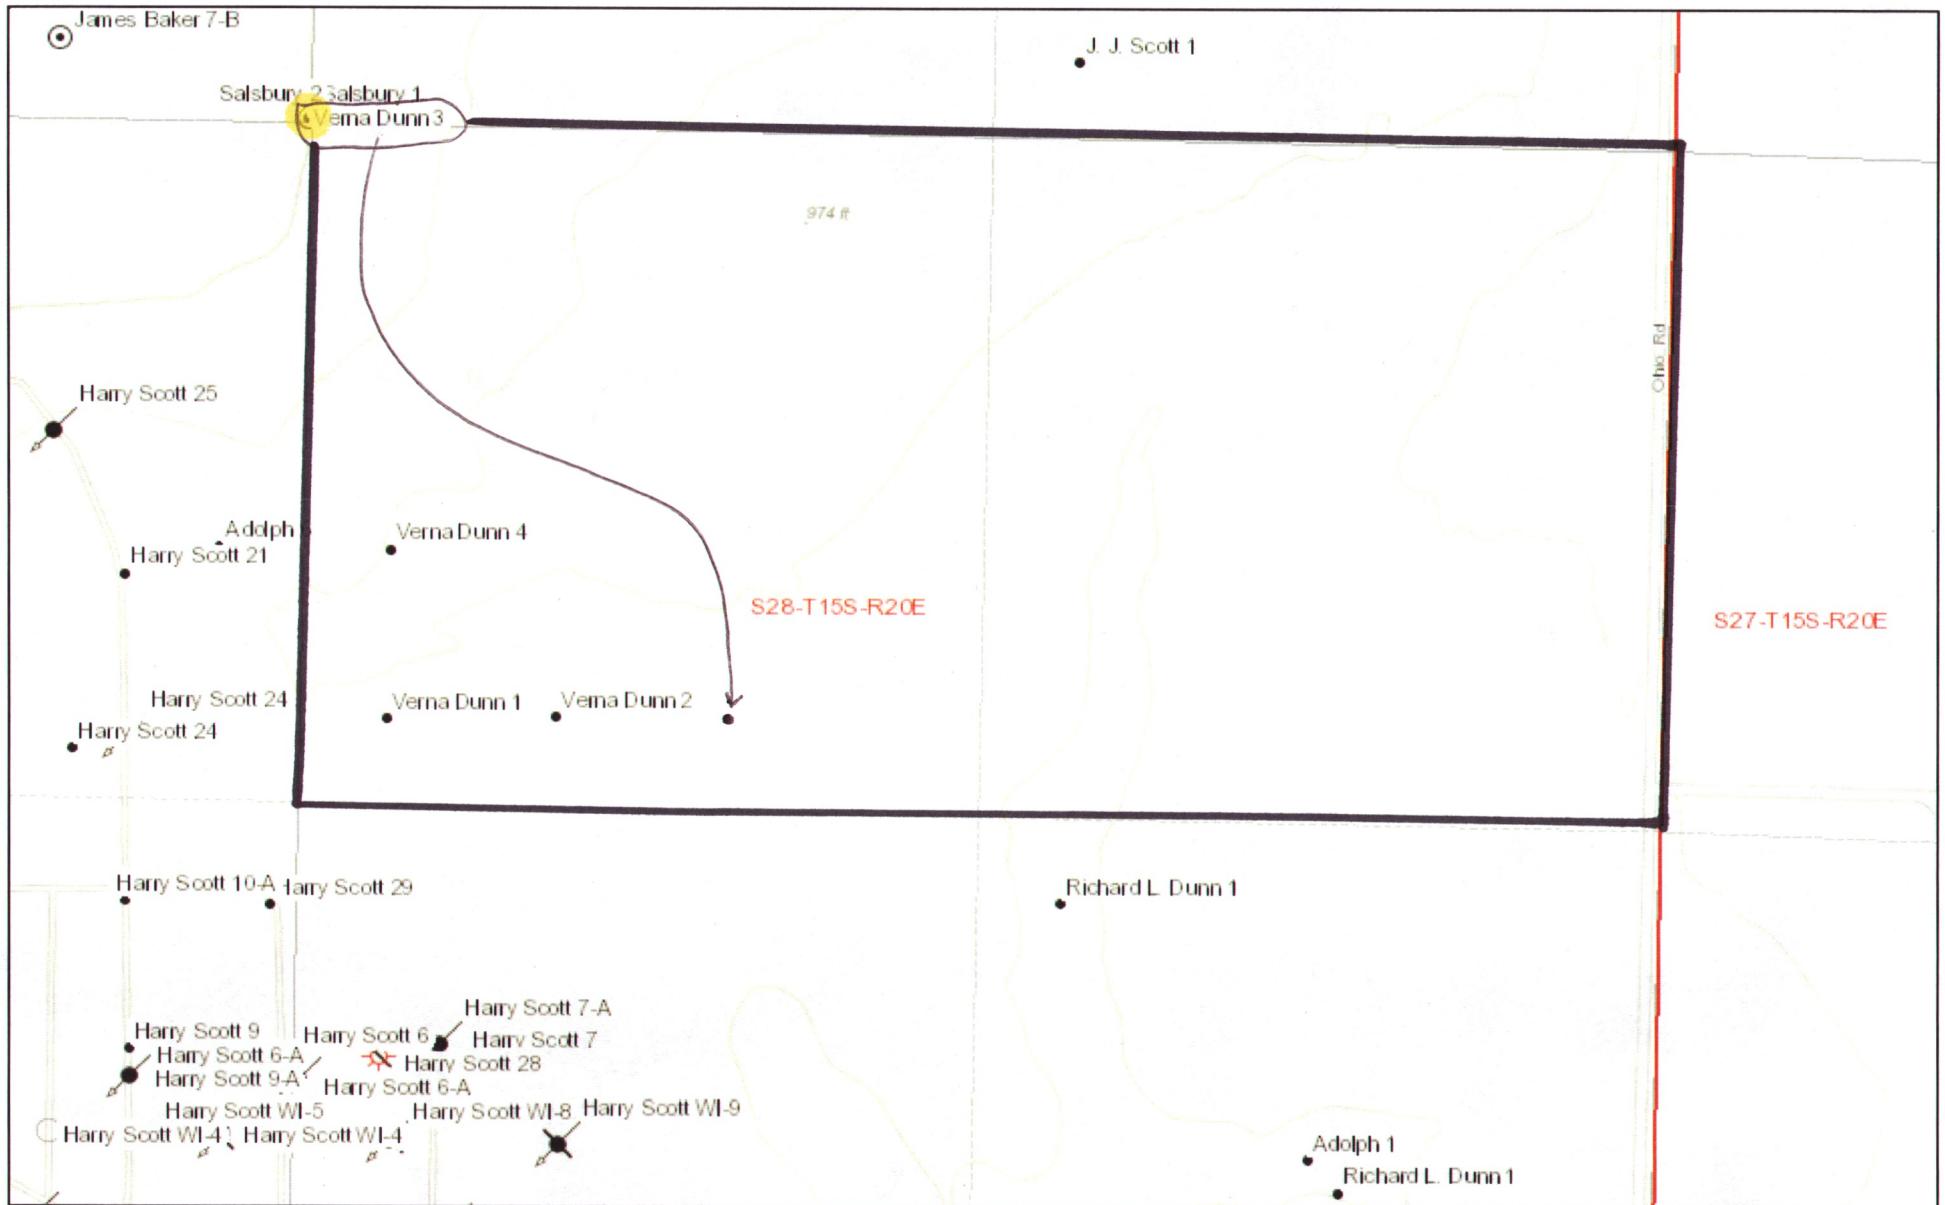 James Baker 7-B
J. J. Scott 1
Salsbury 2 Salsbury 1
Verna Dunn 3
974 ft
Ohio Rd
Harry Scott 25
Adolph
Verna Dunn 4
Harry Scott 21
S28-T15S-R20E
S27-T15S-R20E
Harry Scott 24
Verna Dunn 1
Verna Dunn 2
Harry Scott 24
Harry Scott 10-A
Harry Scott 29
Richard L. Dunn 1
Harry Scott 7-A
Harry Scott 9
Harry Scott 6
Harry Scott 7
Harry Scott 6-A
Harry Scott 28
Harry Scott 9-A
Harry Scott 6-A
Harry Scott WI-5
Harry Scott WI-8
Harry Scott WI-9
Harry Scott WI-4
Harry Scott WI-4
Adolph 1
Richard L. Dunn 1